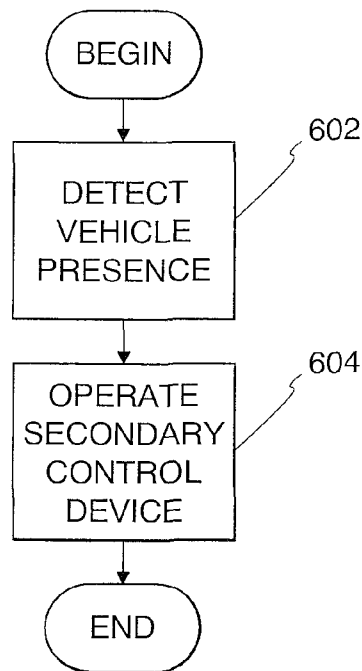 BEGIN
602
DETECT
VEHICLE
PRESENCE
604
OPERATE
SECONDARY
CONTROL
DEVICE
END